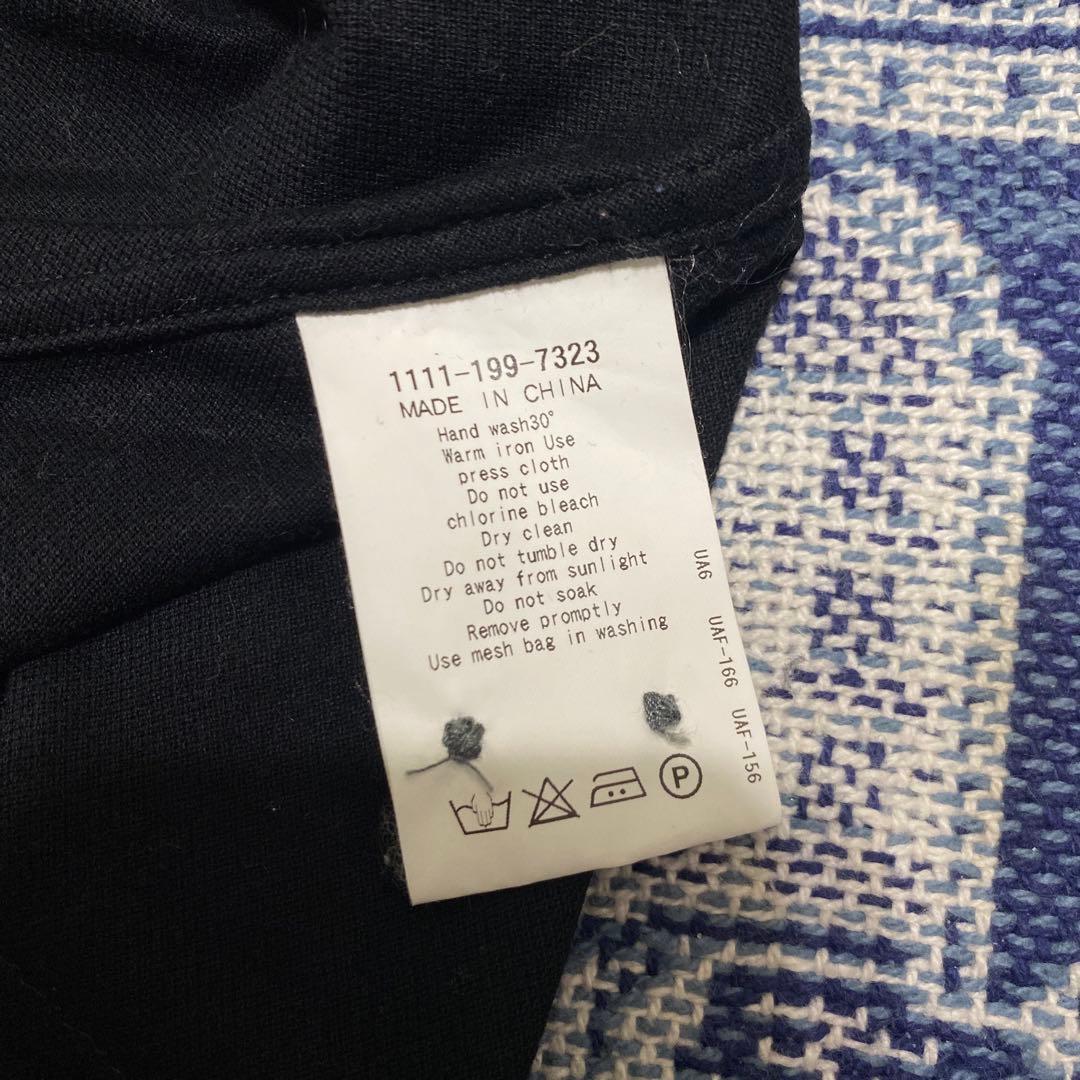 1111-199-7323
MADE IN CHINA
Hand wash30°
Warm iron Use
press cloth
Do not use
chlorine bleach
Dry clean
Do not tumble dry
Dry away from sunlight
Do not soak
Remove promptly
Use mesh bag in washing
UA6 UAF-166 UAF-156
P